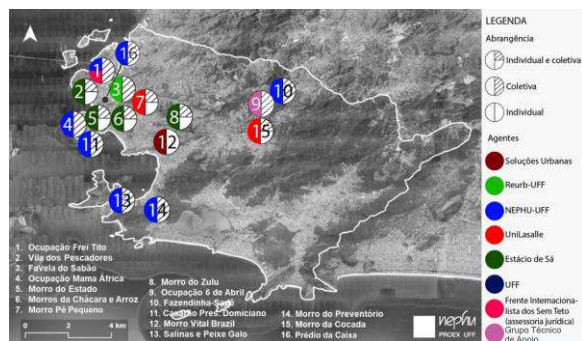 LEGENDA
Abrangência
Individual e coletiva
Coletiva
Individual
Agentes
Soluções Urbanas
Reurb-UFF
NEPHU-UFF
UniLasalle
Estácio de Sá
UFF
Frente Internaciona-
lista dos Sem Teto
(assessoria jurídica)
Grupo Técnico
de Apoio
16
1
2
3
7
9
10
4
5
6
8
15
11
12
13
14
1. Ocupação Frei Tito
2. Vila dos Pescadores
3. Favela do Sabão
4. Ocupação Mama África
5. Morro do Estado
6. Morros da Chácara e Arroz
7. Morro Pé Pequeno
8. Morro do Zulu
9. Ocupação 6 de Abril
10. Fazendinha-Sapê
11. Casarão Pres. Domiciano
12. Morro Vital Brazil
13. Salinas e Peixe Galo
14. Morro do Preventório
15. Morro da Cocada
16. Prédio da Caixa
0 2 4 km
nephu
PROEX UFF